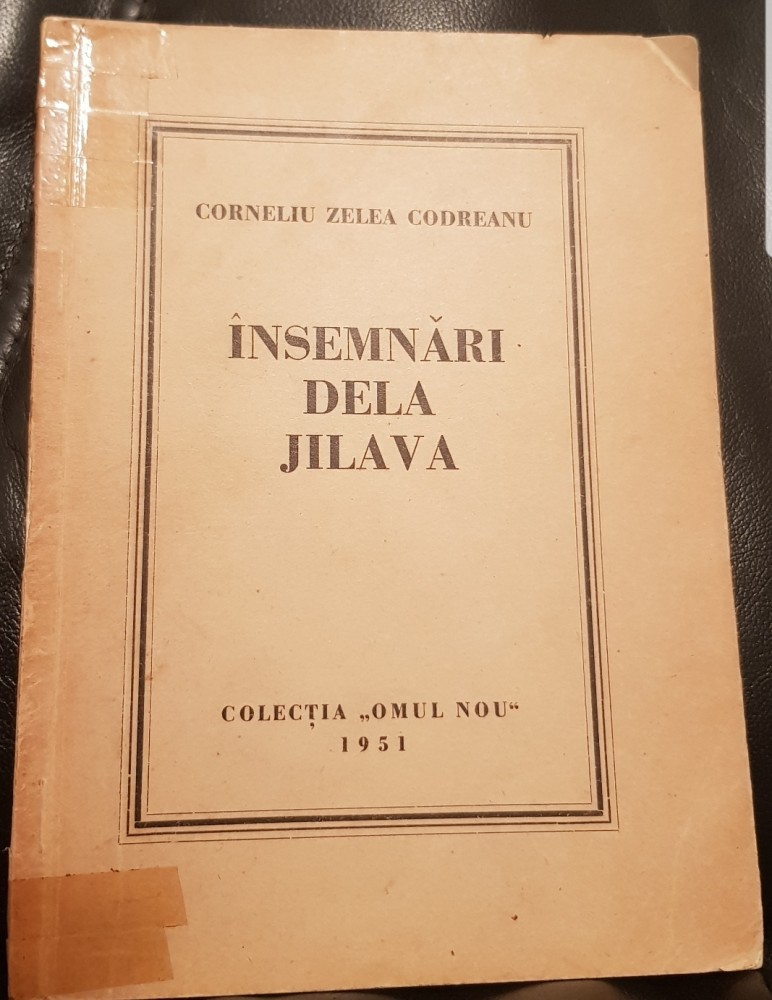 CORNELIU ZELEA CODREANU
ÎNSEMNĂRI
DELA
JILAVA
COLECȚIA „OMUL NOU“
1951